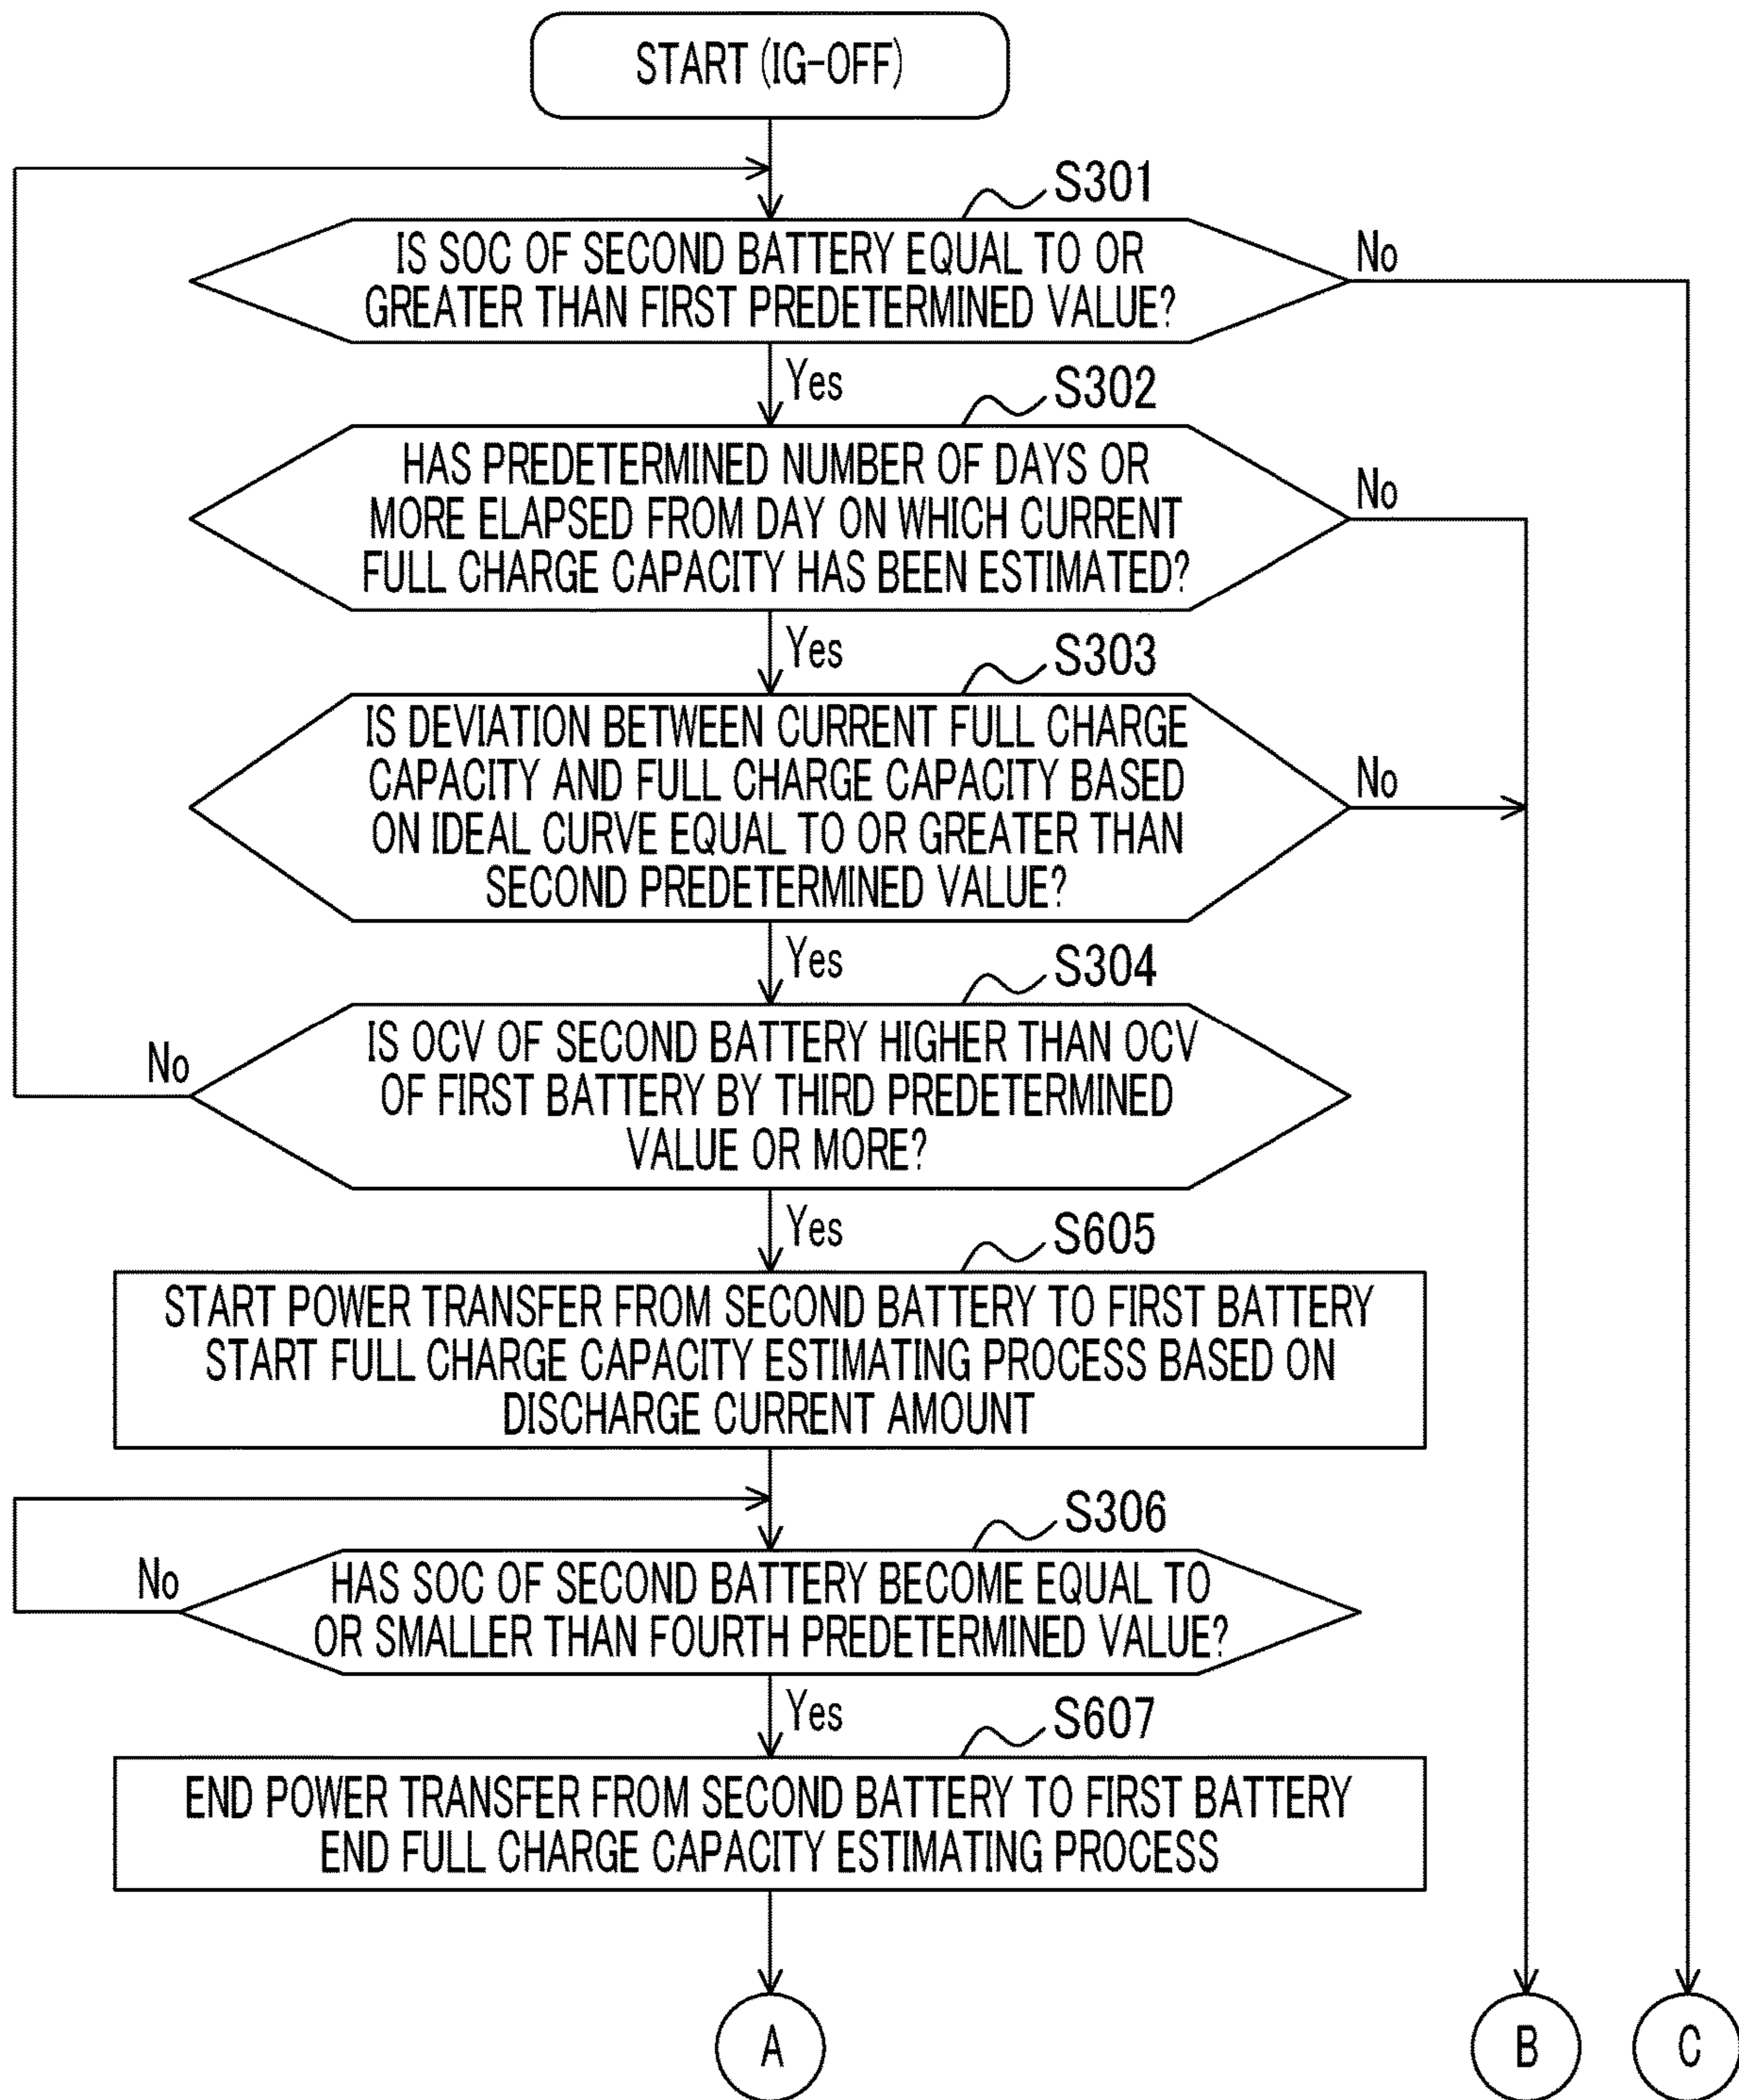 START (IG-OFF)
S301
IS SOC OF SECOND BATTERY EQUAL TO OR
GREATER THAN FIRST PREDETERMINED VALUE?
No
Yes
S302
HAS PREDETERMINED NUMBER OF DAYS OR
MORE ELAPSED FROM DAY ON WHICH CURRENT
FULL CHARGE CAPACITY HAS BEEN ESTIMATED?
No
Yes
S303
IS DEVIATION BETWEEN CURRENT FULL CHARGE
CAPACITY AND FULL CHARGE CAPACITY BASED
ON IDEAL CURVE EQUAL TO OR GREATER THAN
SECOND PREDETERMINED VALUE?
No
Yes
S304
IS OCV OF SECOND BATTERY HIGHER THAN OCV
OF FIRST BATTERY BY THIRD PREDETERMINED
VALUE OR MORE?
No
Yes
S605
START POWER TRANSFER FROM SECOND BATTERY TO FIRST BATTERY
START FULL CHARGE CAPACITY ESTIMATING PROCESS BASED ON
DISCHARGE CURRENT AMOUNT
S306
HAS SOC OF SECOND BATTERY BECOME EQUAL TO
OR SMALLER THAN FOURTH PREDETERMINED VALUE?
No
Yes
S607
END POWER TRANSFER FROM SECOND BATTERY TO FIRST BATTERY
END FULL CHARGE CAPACITY ESTIMATING PROCESS
A
B
C